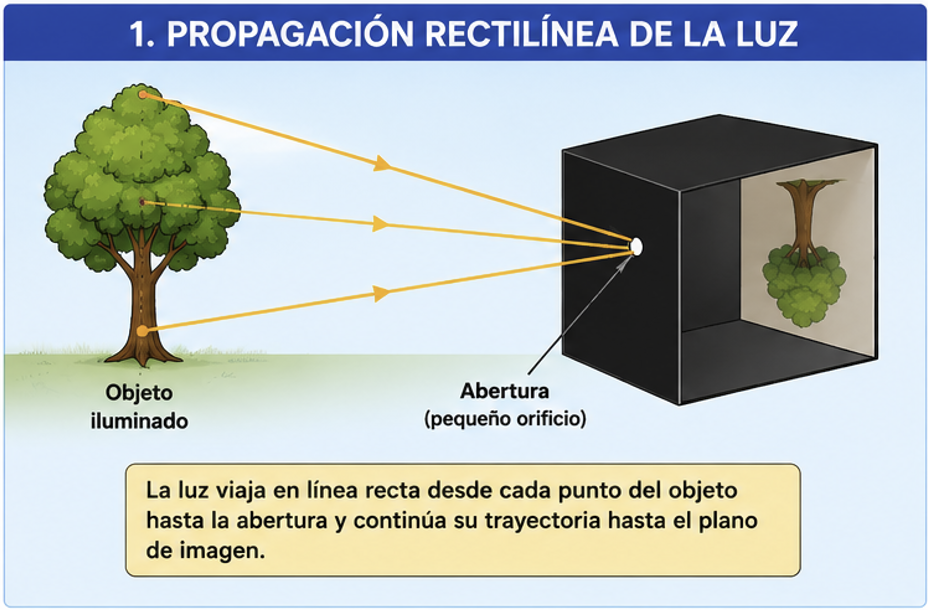 1. PROPAGACIÓN RECTILÍNEA DE LA LUZ
Objeto
iluminado
Abertura
(pequeño orificio)
La luz viaja en línea recta desde cada punto del objeto
hasta la abertura y continúa su trayectoria hasta el plano
de imagen.